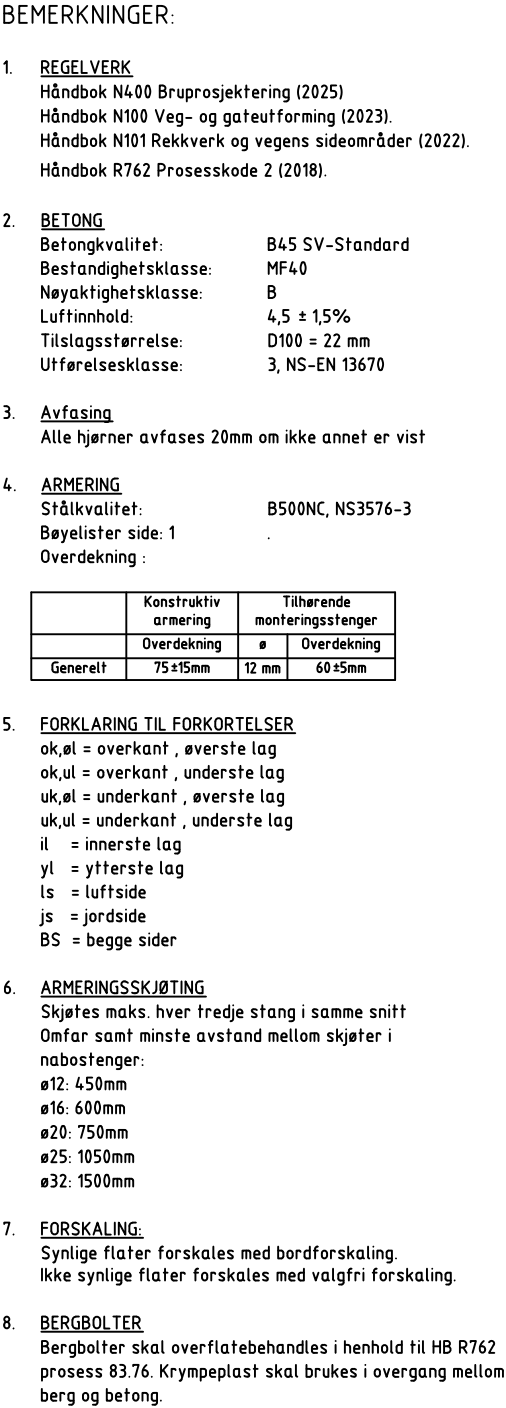 BEMERKNINGER:
1. REGELVERK
Håndbok N400 Bruprosjektering (2025)
Håndbok N100 Veg- og gateutforming (2023).
Håndbok N101 Rekkverk og vegens sideområder (2022).
Håndbok R762 Prosesskode 2 (2018).
2. BETONG
Betongkvalitet: B45 SV-Standard
Bestandighetsklasse: MF40
Nøyaktighetsklasse: B
Luftinnhold: 4,5 ± 1,5%
Tilslagsstørrelse: D100 = 22 mm
Utførelsesklasse: 3, NS-EN 13670
3. Avfasing
Alle hjørner avfases 20mm om ikke annet er vist
4. ARMERING
Stålkvalitet: B500NC, NS3576-3
Bøyelister side: 1 .
Overdekning :
Konstruktiv Tilhørende
armering monteringsstenger
Overdekning ø Overdekning
Generelt 75±15mm 12 mm 60±5mm
5. FORKLARING TIL FORKORTELSER
ok,øl = overkant , øverste lag
ok,ul = overkant , underste lag
uk,øl = underkant , øverste lag
uk,ul = underkant , underste lag
il = innerste lag
yl = ytterste lag
ls = luftside
js = jordside
BS = begge sider
6. ARMERINGSSKJØTING
Skjøtes maks. hver tredje stang i samme snitt
Omfar samt minste avstand mellom skjøter i
nabostenger:
ø12: 450mm
ø16: 600mm
ø20: 750mm
ø25: 1050mm
ø32: 1500mm
7. FORSKALING:
Synlige flater forskales med bordforskaling.
Ikke synlige flater forskales med valgfri forskaling.
8. BERGBOLTER
Bergbolter skal overflatebehandles i henhold til HB R762
prosess 83.76. Krympeplast skal brukes i overgang mellom
berg og betong.